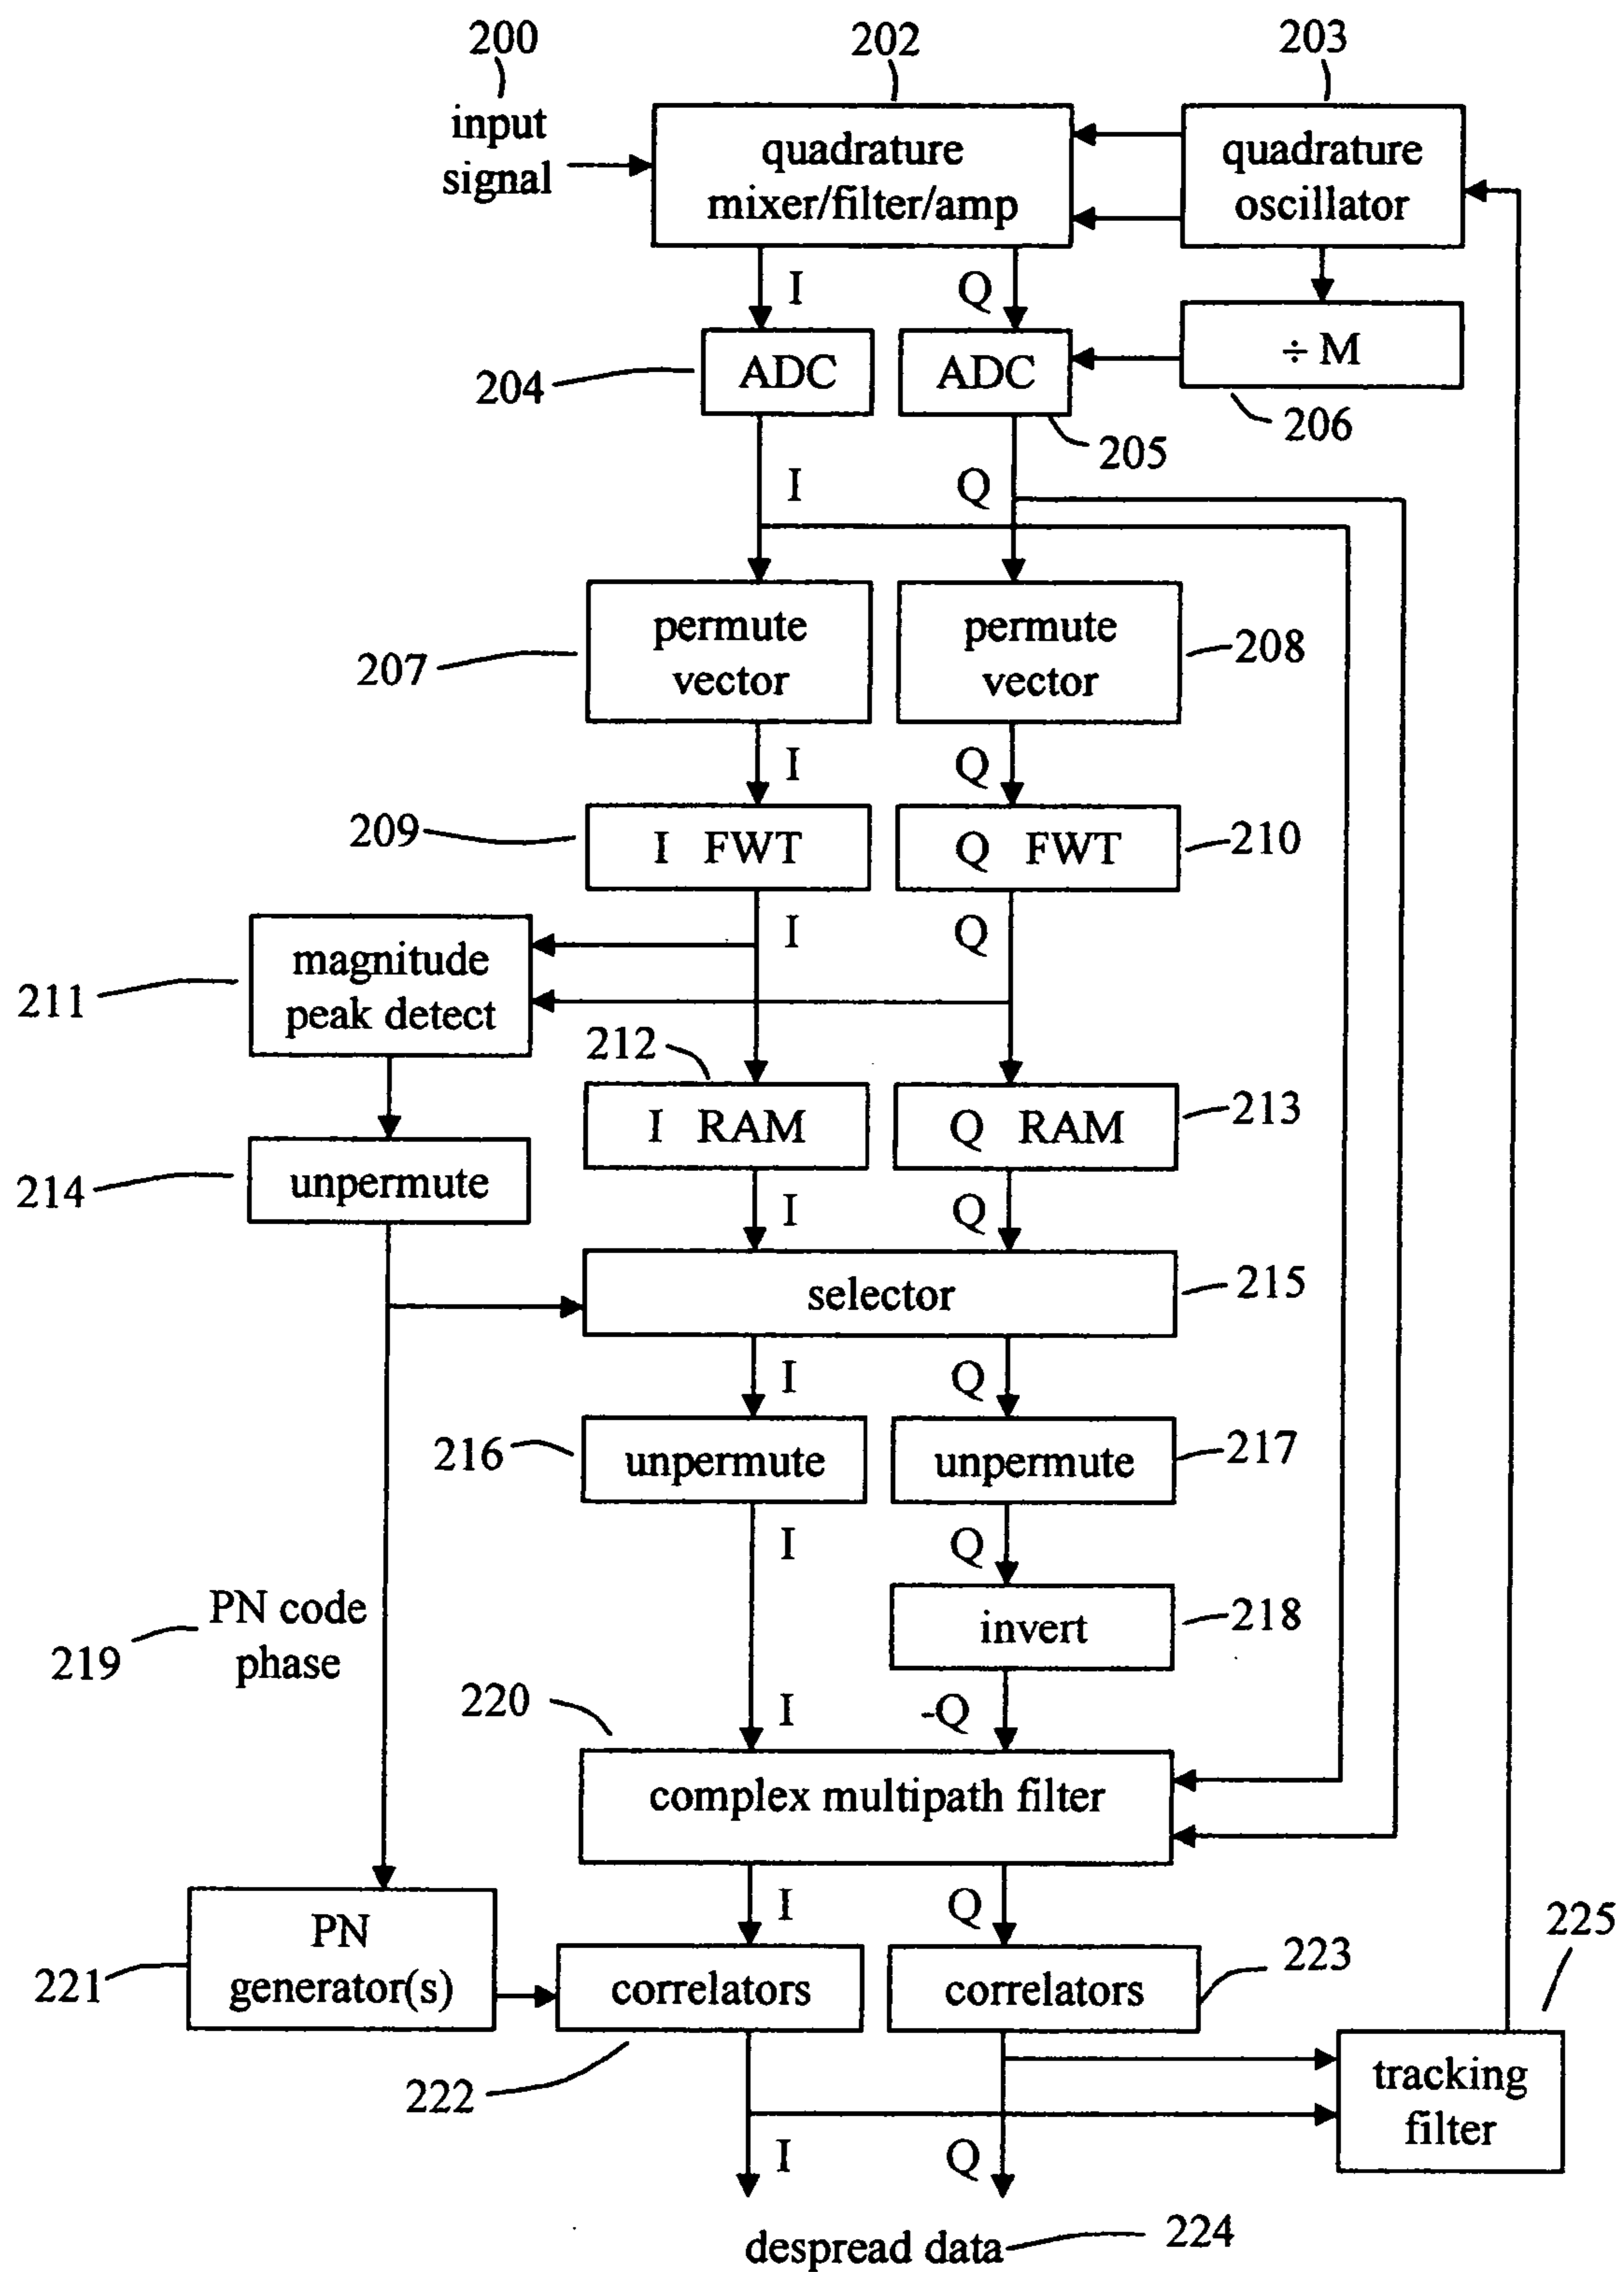 200
202
203
input
signal
quadrature
mixer/filter/amp
quadrature
oscillator
I
Q
÷ M
204
ADC
ADC
205
206
I
Q
207
permute
vector
permute
vector
208
I
Q
209
I FWT
Q FWT
210
I
Q
211
magnitude
peak detect
212
I RAM
Q RAM
213
214
unpermute
I
Q
selector
215
I
Q
216
unpermute
unpermute
217
I
Q
invert
218
219
PN code
phase
220
I
-Q
complex multipath filter
I
Q
221
PN
generator(s)
correlators
correlators
223
225
222
tracking
filter
I
Q
despread data
224